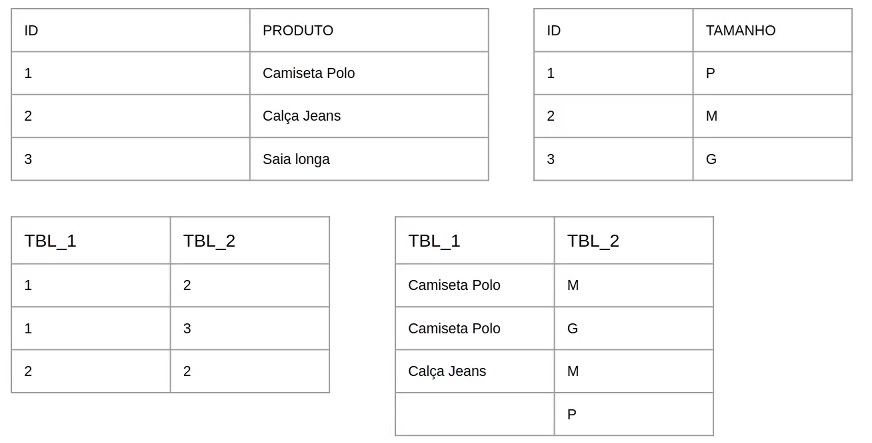 ID PRODUTO
1 Camiseta Polo
2 Calça Jeans
3 Saia longa
ID TAMANHO
1 P
2 M
3 G
TBL_1 TBL_2
1 2
1 3
2 2
TBL_1 TBL_2
Camiseta Polo M
Camiseta Polo G
Calça Jeans M
P